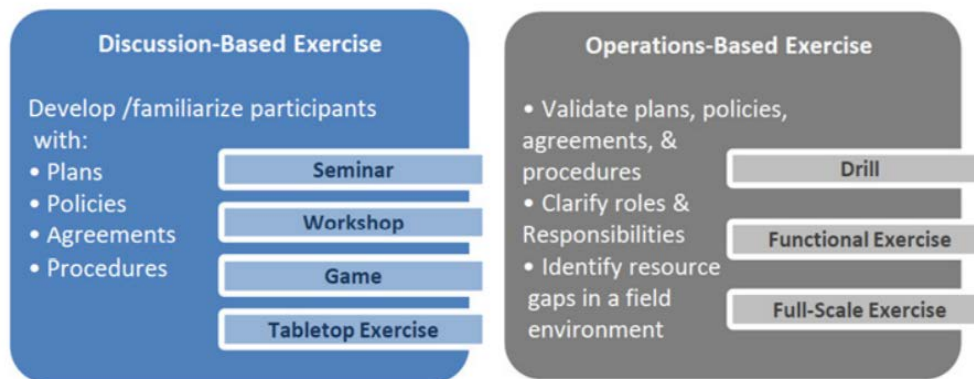 Discussion-Based Exercise
Develop /familiarize participants
with:
• Plans
• Policies
• Agreements
• Procedures
Seminar
Workshop
Game
Tabletop Exercise
Operations-Based Exercise
• Validate plans, policies,
agreements, &
procedures
• Clarify roles &
Responsibilities
• Identify resource
gaps in a field
environment
Drill
Functional Exercise
Full-Scale Exercise